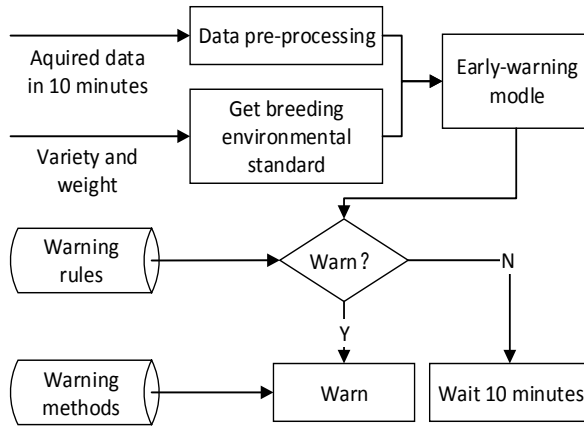 Data pre-processing
Aquired data
in 10 minutes
Early-warning
modle
Get breeding
environmental
standard
Variety and
weight
Warning
rules
Warn?
N
Y
Warning
methods
Warn
Wait 10 minutes